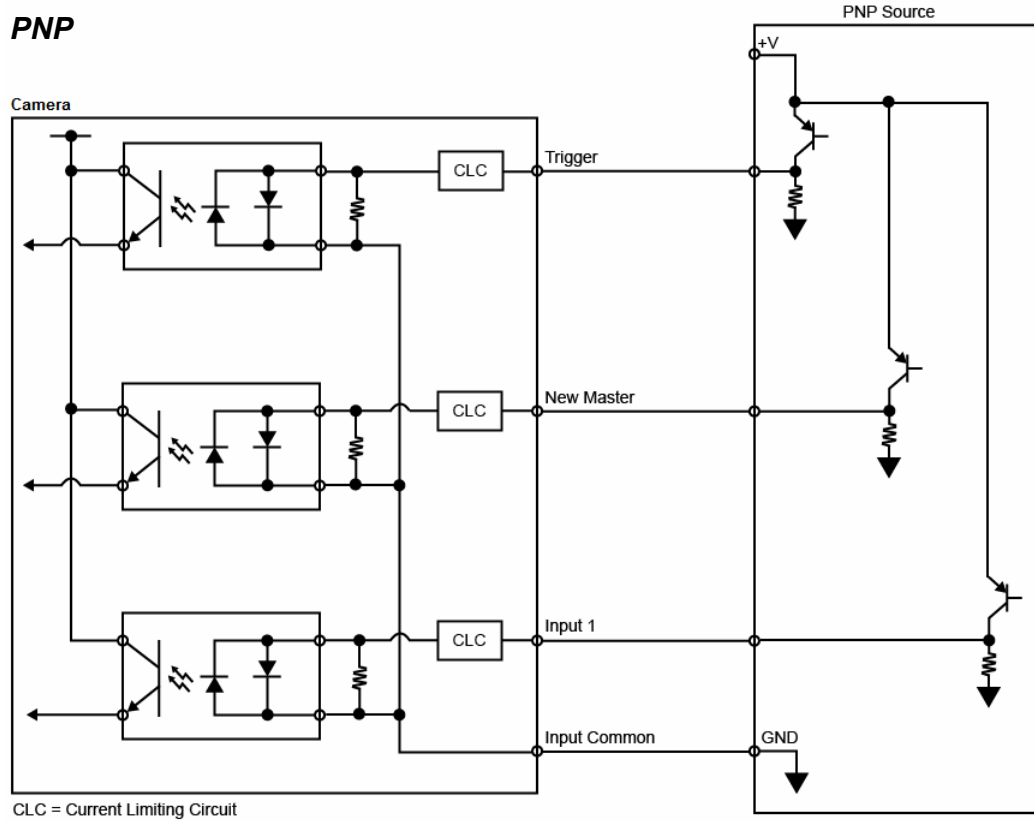 PNP
PNP Source
+V
Camera
CLC
Trigger
CLC
New Master
CLC
Input 1
Input Common
GND
CLC = Current Limiting Circuit